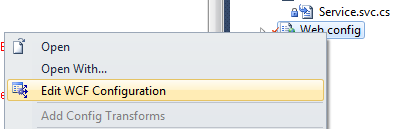 Service.svc.cs
Web.config
Open
Open With...
Edit WCF Configuration
Add Config Transforms